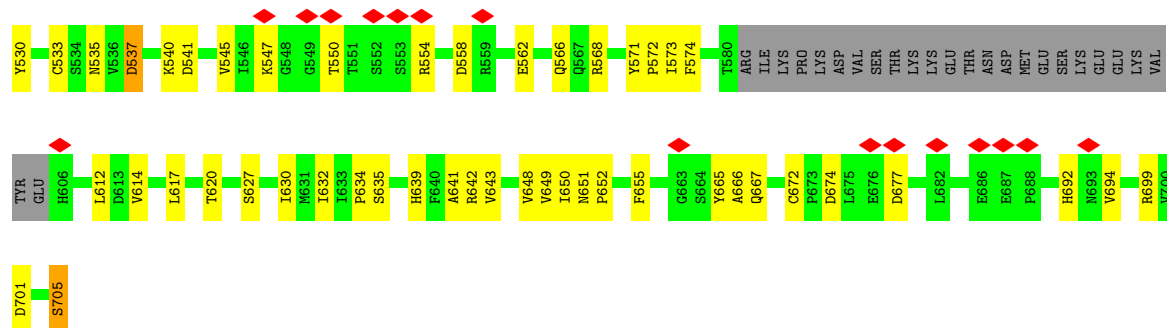 Y530 C533 S534 N535 V536 D537 K540 D541 V545 I546 K547 G548 G549 T550 T551 S552 S553 R554 D558 R559 E562 Q566 Q567 R568 Y571 P572 I573 F574 T580 ARG ILE LYS PRO LYS ASP VAL SER THR LYS LYS GLU THR ASN ASP MET GLU SER LYS GLU GLU LYS VAL
TYR GLU H606 L612 D613 V614 L617 T620 S627 I630 M631 I632 I633 P634 S635 H639 F640 A641 R642 V643 V648 V649 I650 N651 P652 F655 G663 S664 Y665 A666 Q667 C672 P673 D674 L675 E676 D677 L682 E686 E687 P688 H692 N693 V694 R699 V700
D701 S705